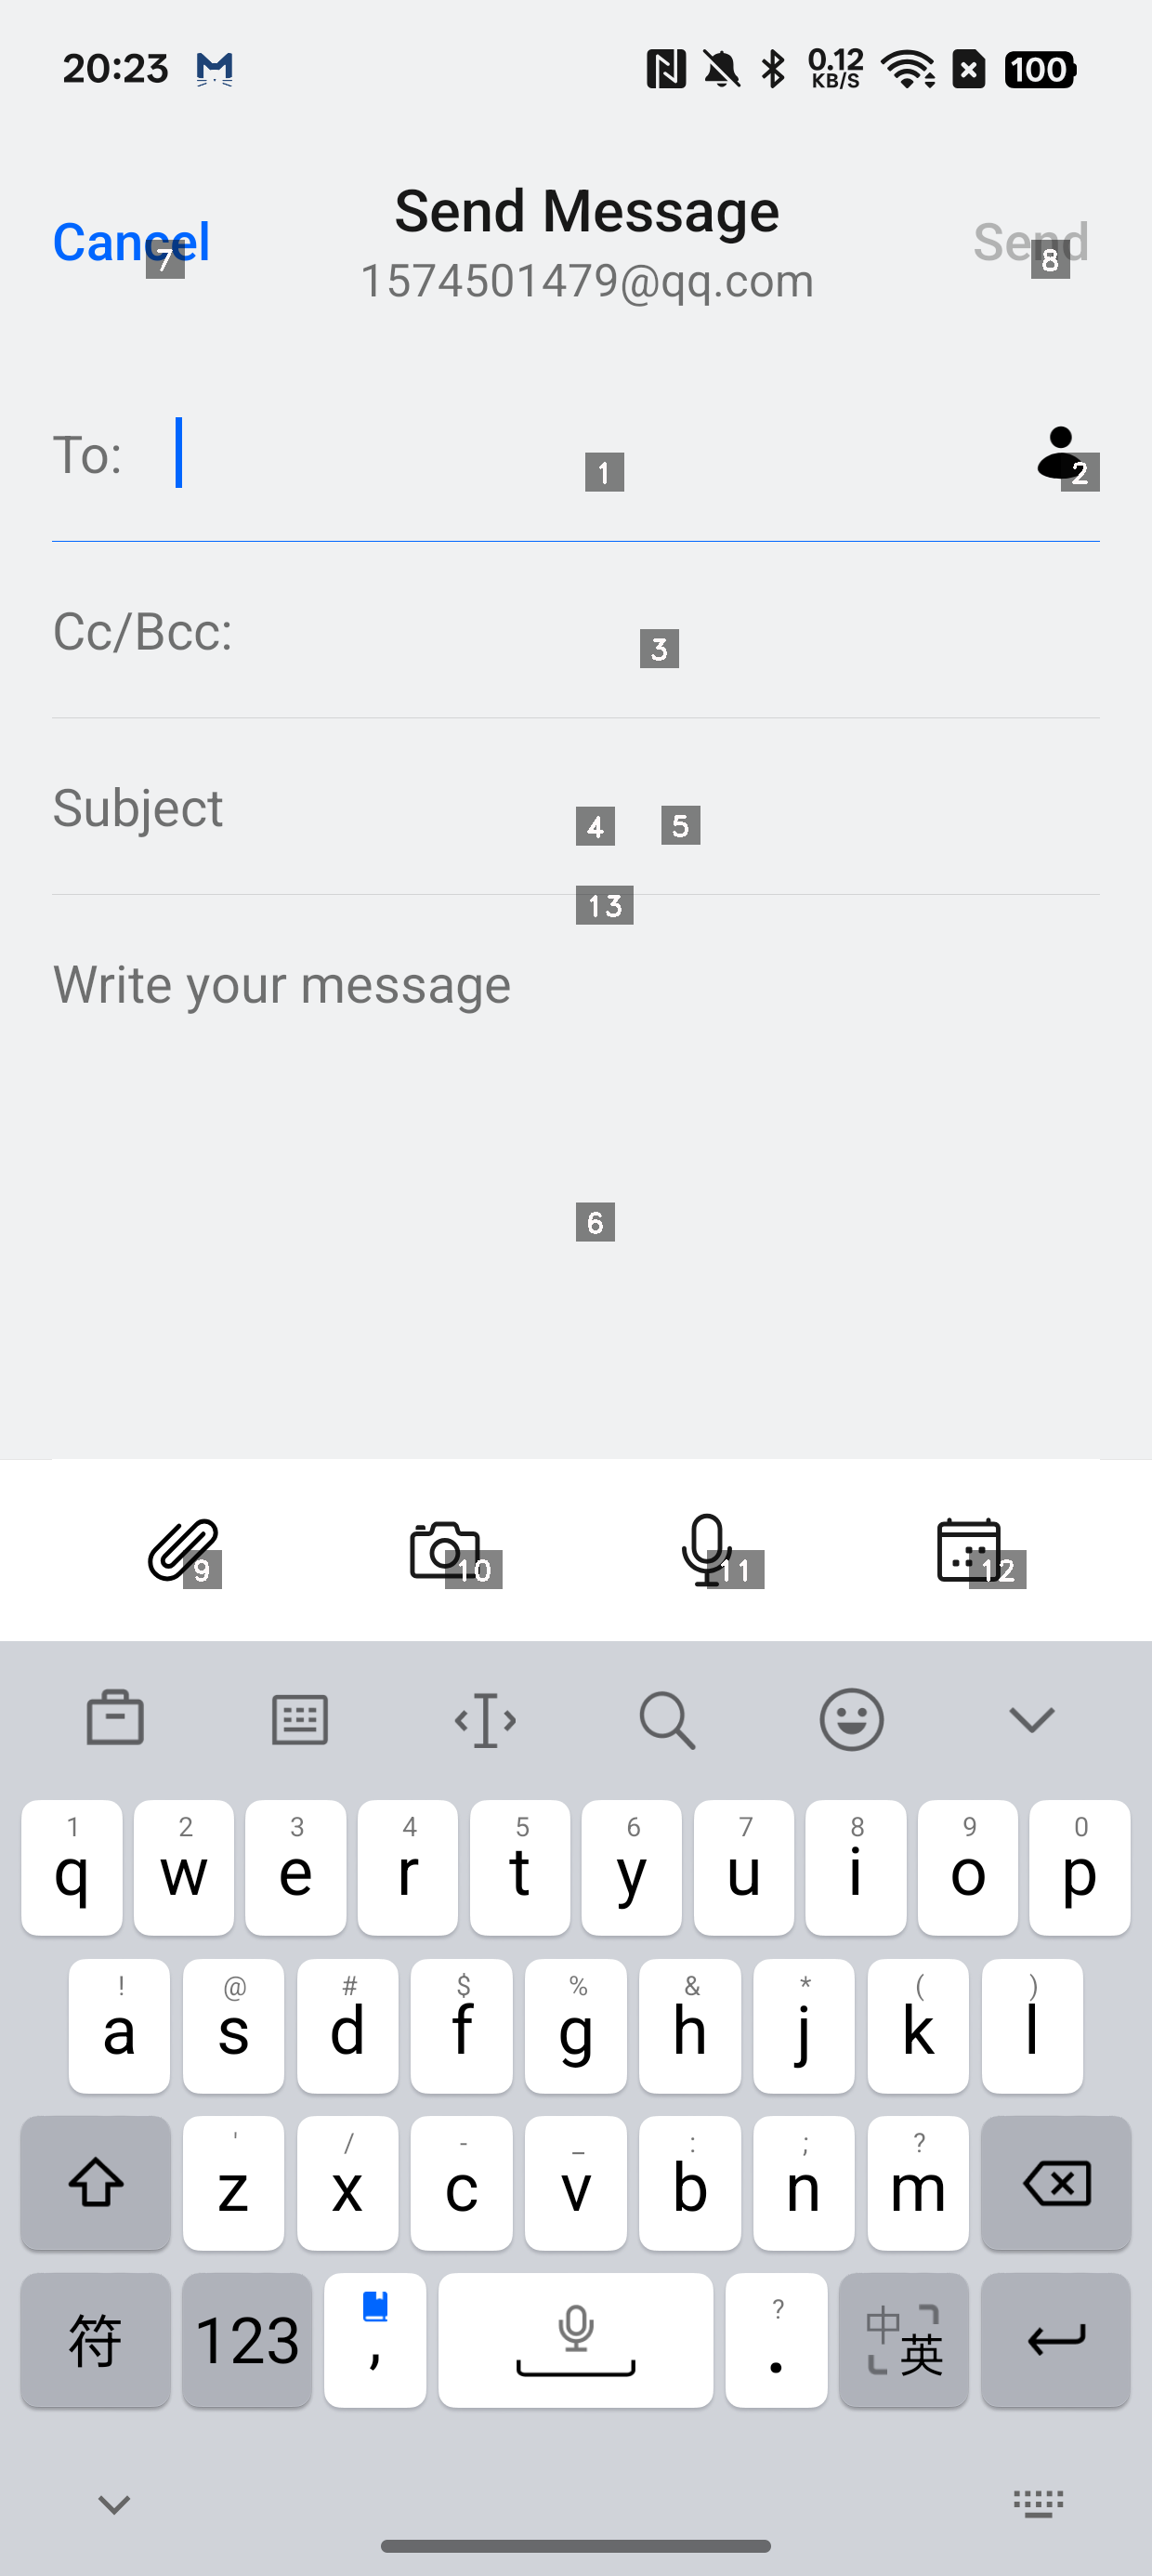 20:23
0.12
KB/S
100
Cancel
Send Message
Send
7
1574501479@qq.com
8
To:
1
2
Cc/Bcc:
3
Subject
4
5
13
Write your message
6
9
10
11
12
1 2 3 4 5 6 7 8 9 0
q w e r t y u i o p
! @ # $ % & * ( )
a s d f g h j k l
' / - _ : ; ?
z x c v b n m
符 123 , ? . 中 英